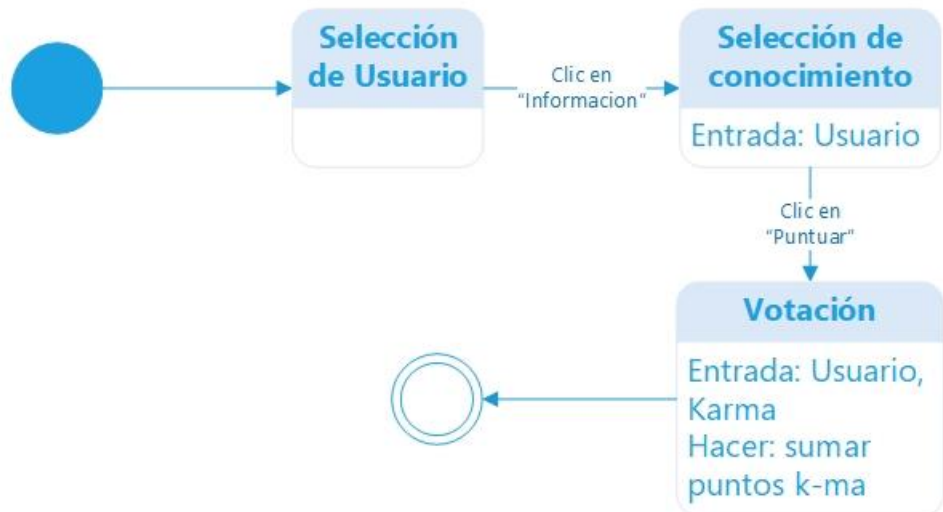 Selección
de Usuario
Clic en
“Informacion”
Selección de
conocimiento
Entrada: Usuario
Clic en
“Puntuar”
Votación
Entrada: Usuario,
Karma
Hacer: sumar
puntos k-ma